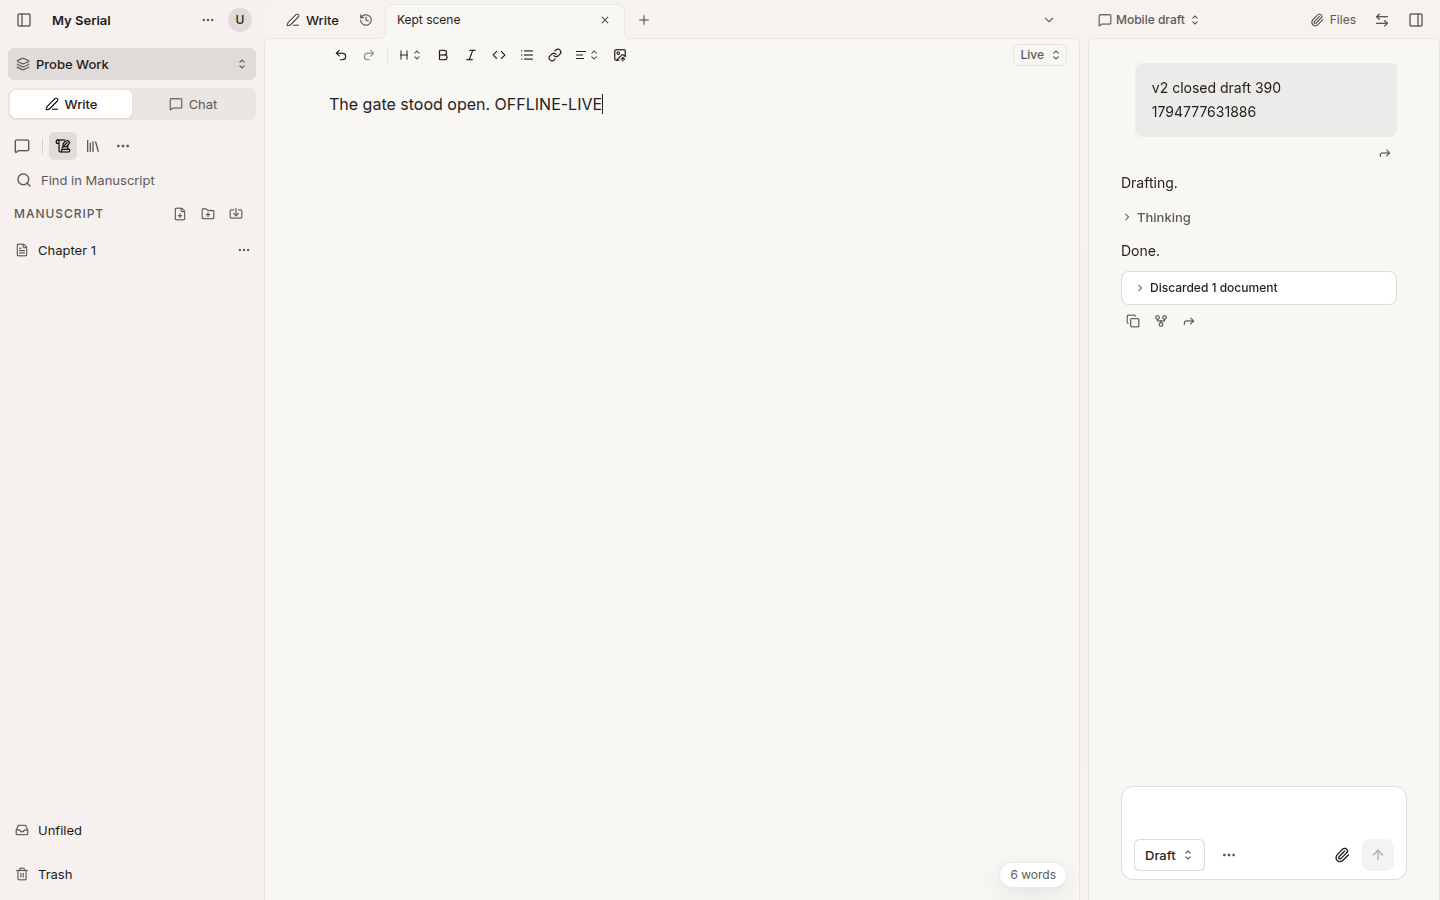 My Serial
U
Probe Work
Write
Chat
Find in Manuscript
MANUSCRIPT
Chapter 1
Unfiled
Trash
Write
Kept scene
H
B
I
Live
The gate stood open. OFFLINE-LIVE
6 words
Mobile draft
Files
v2 closed draft 390
1794777631886
Drafting.
Thinking
Done.
Discarded 1 document
Draft